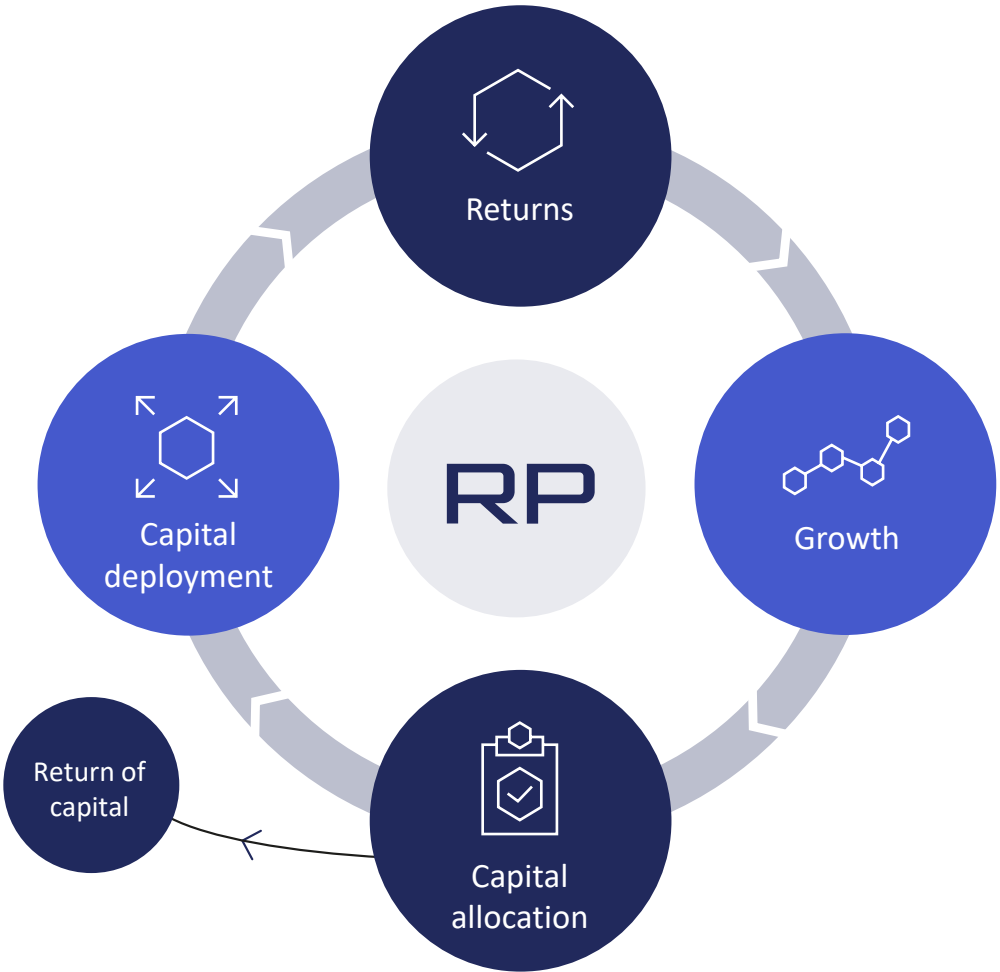 Returns
Capital
deployment
RP
Growth
Return of
capital
Capital
allocation